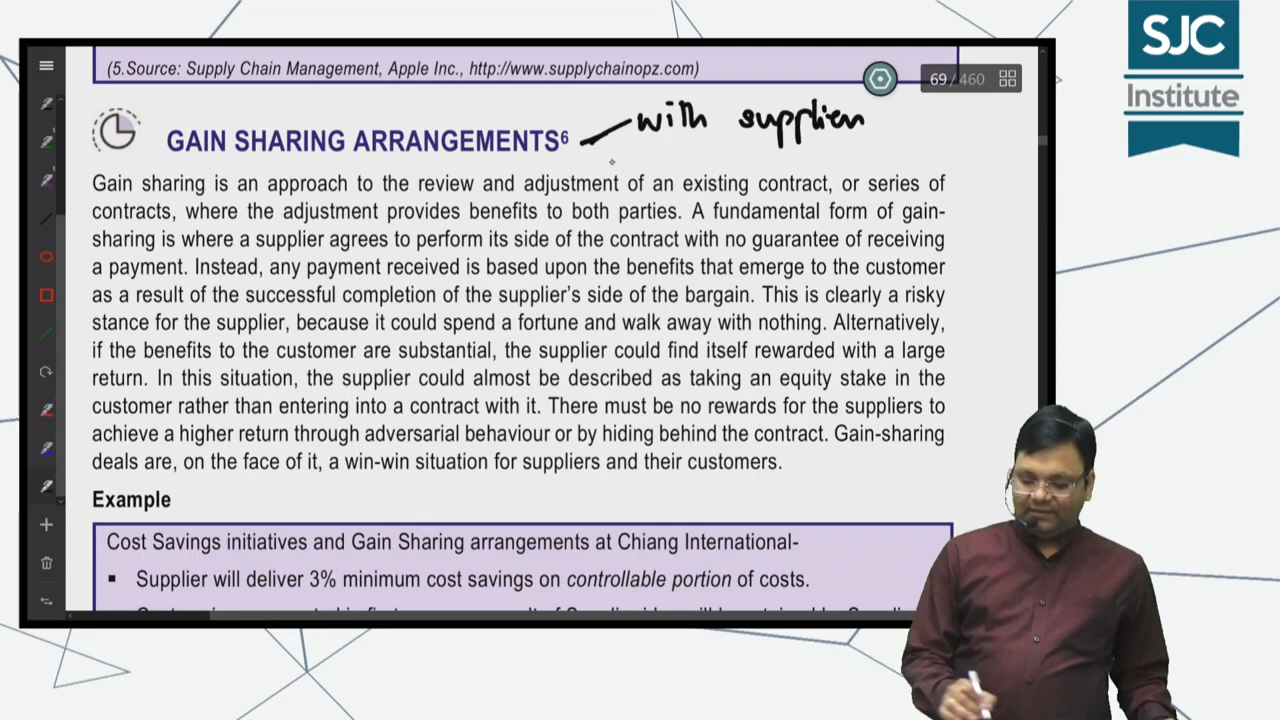 SJC
Institute
(5.Source: Supply Chain Management, Apple Inc., http://www.supplychainopz.com)
69 / 460
with supplier
GAIN SHARING ARRANGEMENTS⁶
Gain sharing is an approach to the review and adjustment of an existing contract, or series of
contracts, where the adjustment provides benefits to both parties. A fundamental form of gain-
sharing is where a supplier agrees to perform its side of the contract with no guarantee of receiving
a payment. Instead, any payment received is based upon the benefits that emerge to the customer
as a result of the successful completion of the supplier's side of the bargain. This is clearly a risky
stance for the supplier, because it could spend a fortune and walk away with nothing. Alternatively,
if the benefits to the customer are substantial, the supplier could find itself rewarded with a large
return. In this situation, the supplier could almost be described as taking an equity stake in the
customer rather than entering into a contract with it. There must be no rewards for the suppliers to
achieve a higher return through adversarial behaviour or by hiding behind the contract. Gain-sharing
deals are, on the face of it, a win-win situation for suppliers and their customers.
Example
Cost Savings initiatives and Gain Sharing arrangements at Chiang International-
▪ Supplier will deliver 3% minimum cost savings on controllable portion of costs.